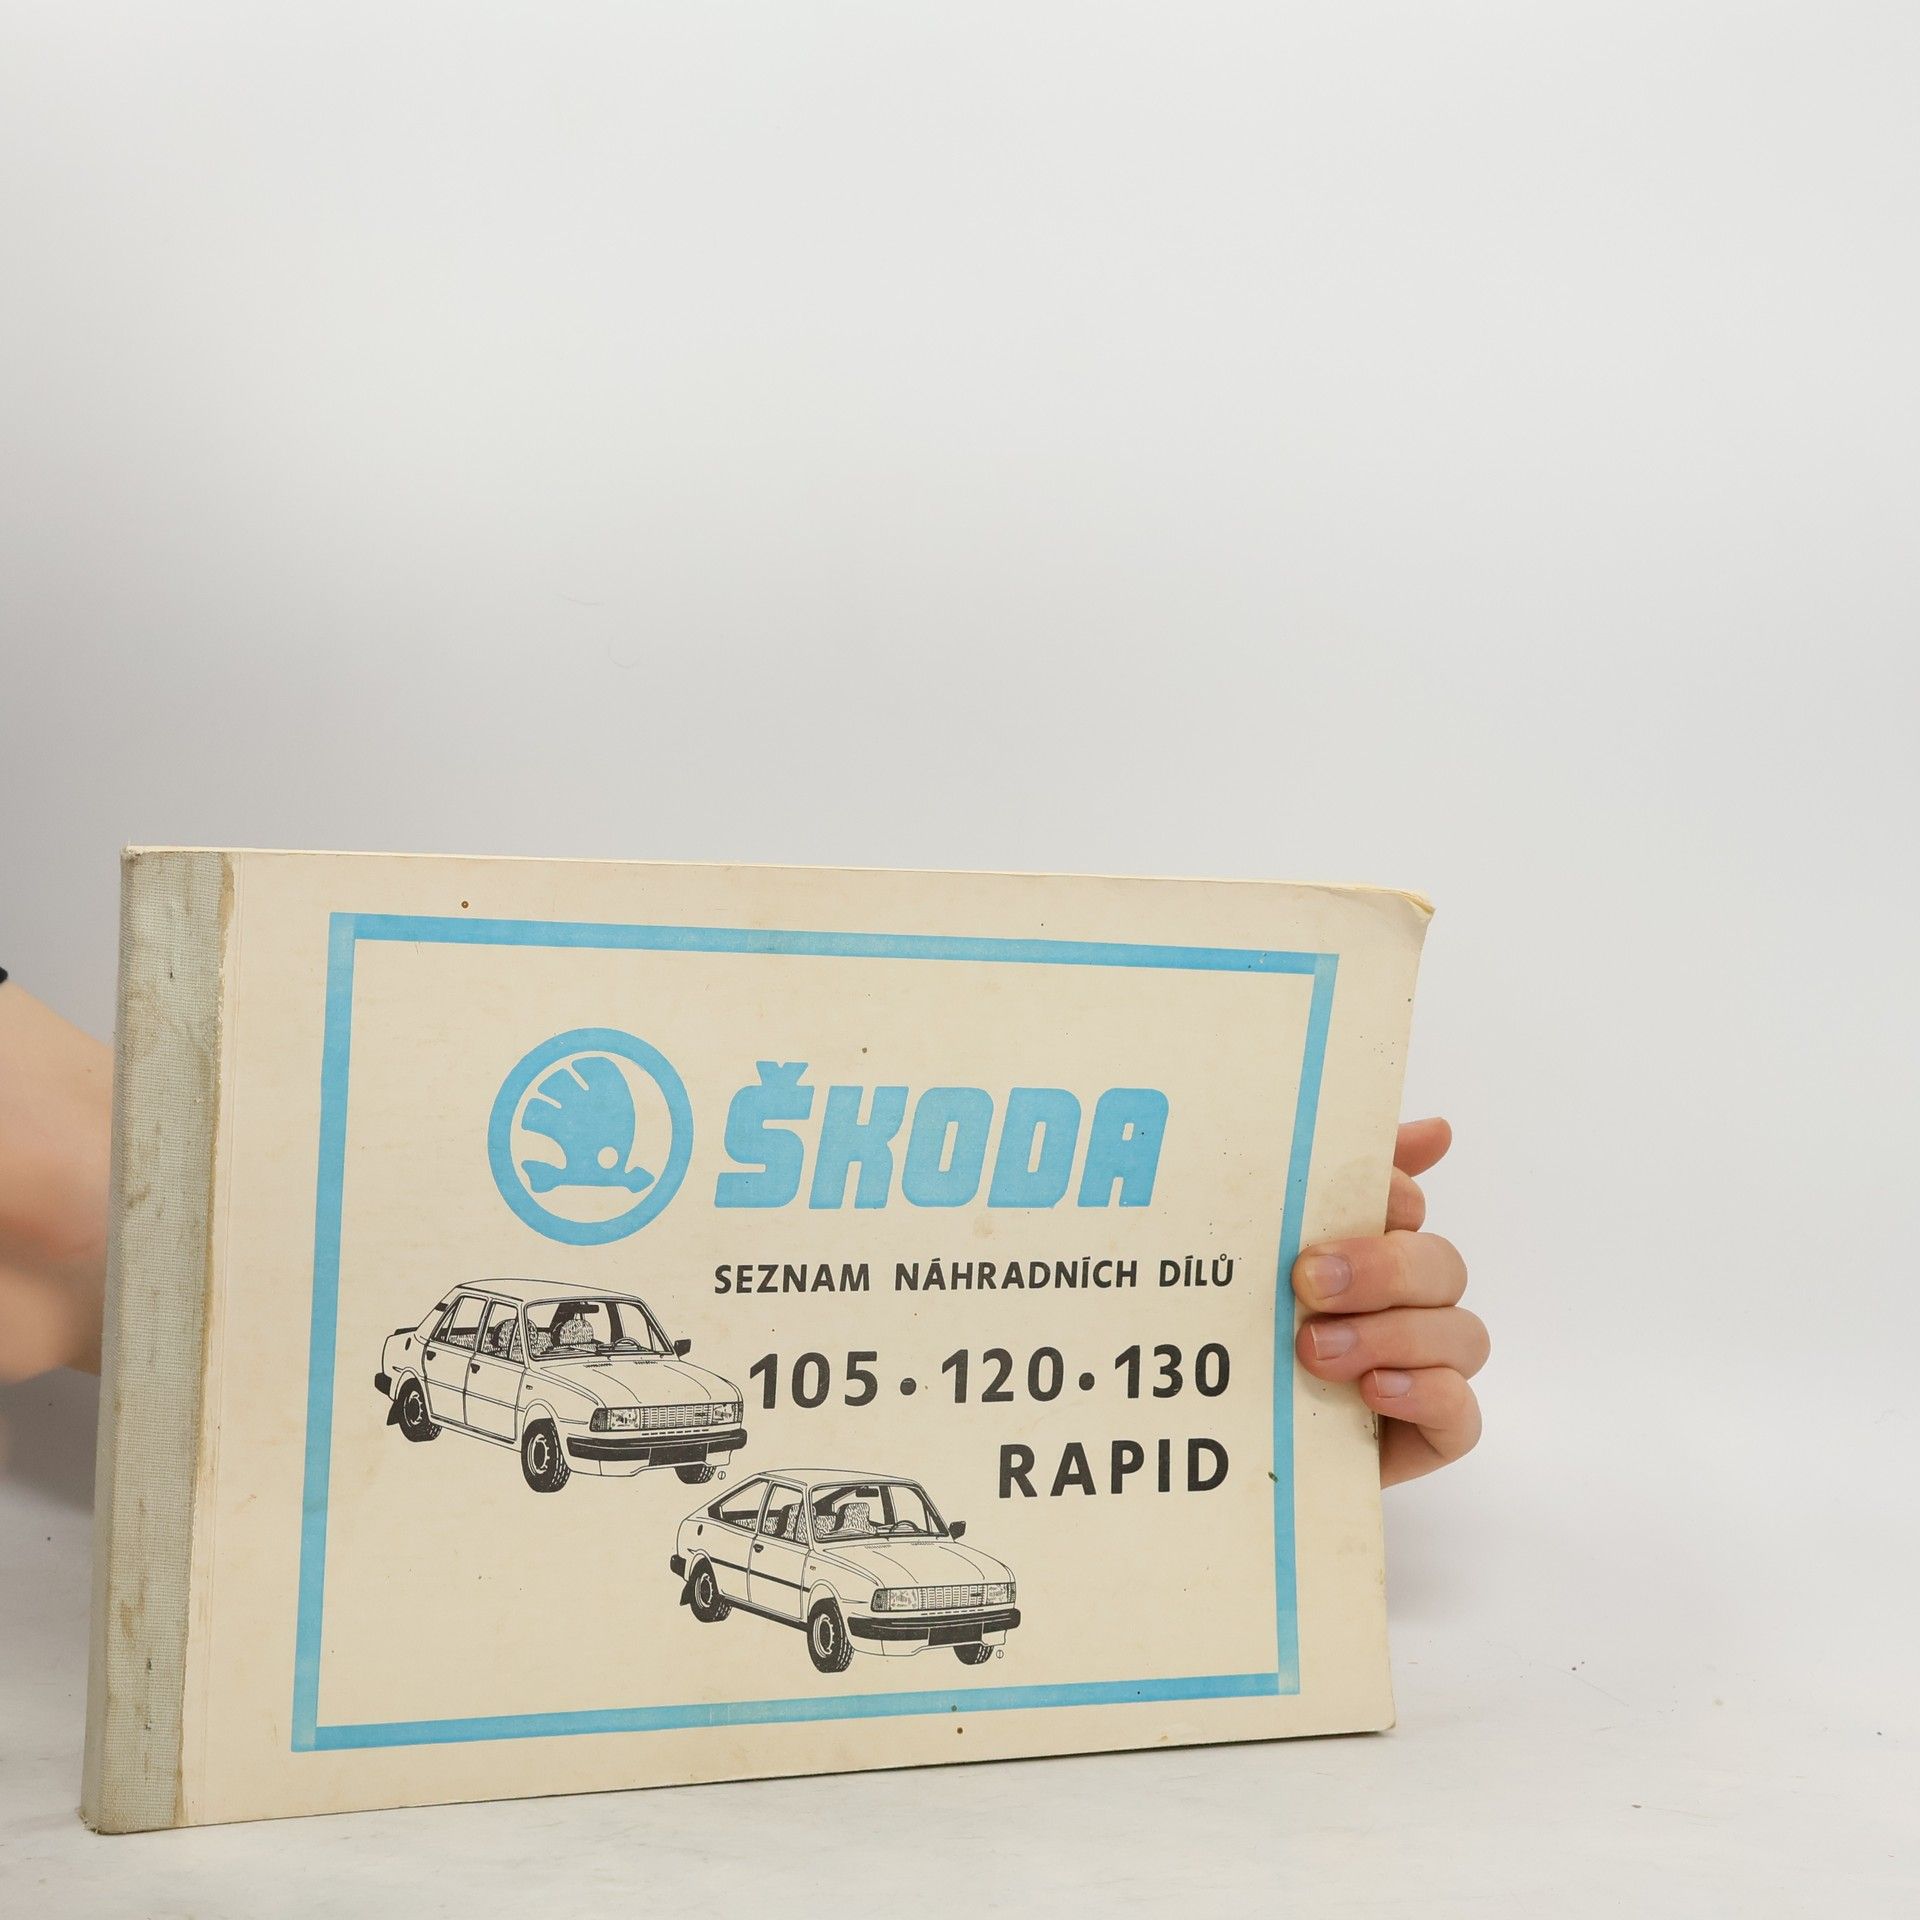 ŠKODA
SEZNAM NÁHRADNÍCH DÍLŮ
105 • 120 • 130
RAPID